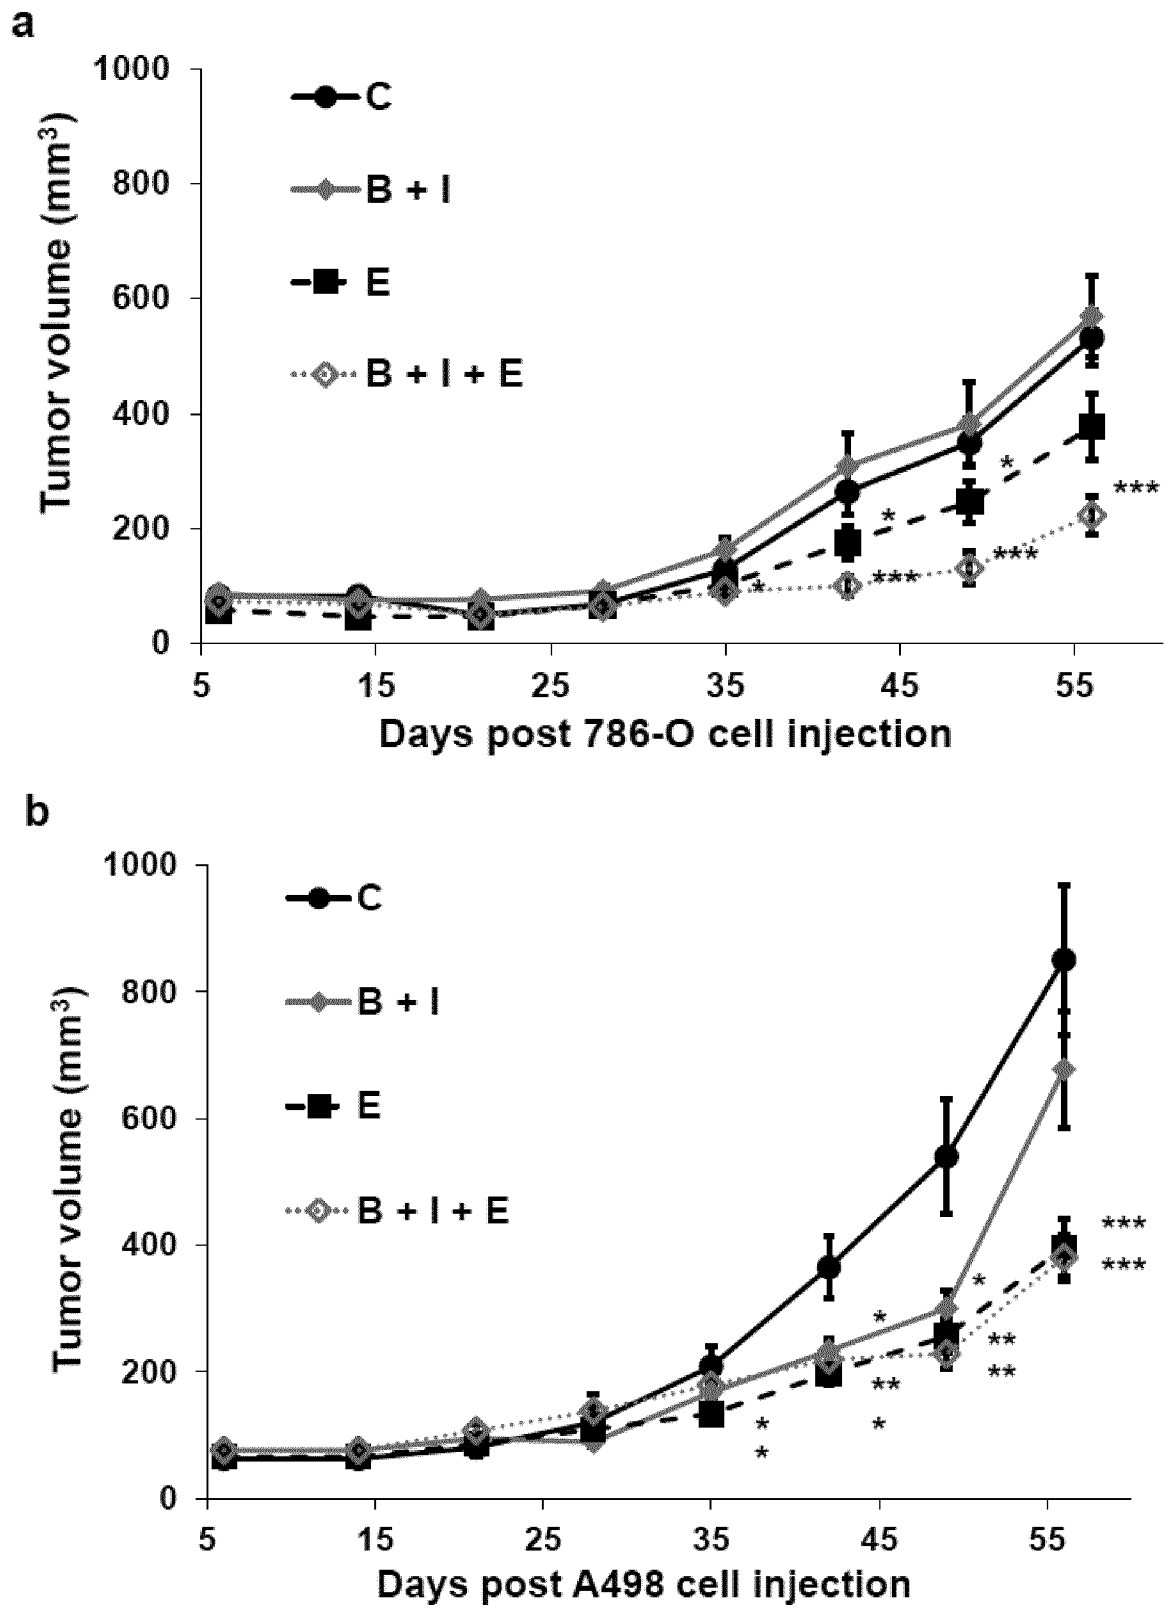 a
1000
800
600
400
200
0
Tumor volume (mm³)
C
B + I
E
B + I + E
*
*
***
***
*
***
5 15 25 35 45 55
Days post 786-O cell injection
b
1000
800
600
400
200
0
Tumor volume (mm³)
C
B + I
E
B + I + E
***
***
*
*
**
**
**
*
*
*
5 15 25 35 45 55
Days post A498 cell injection